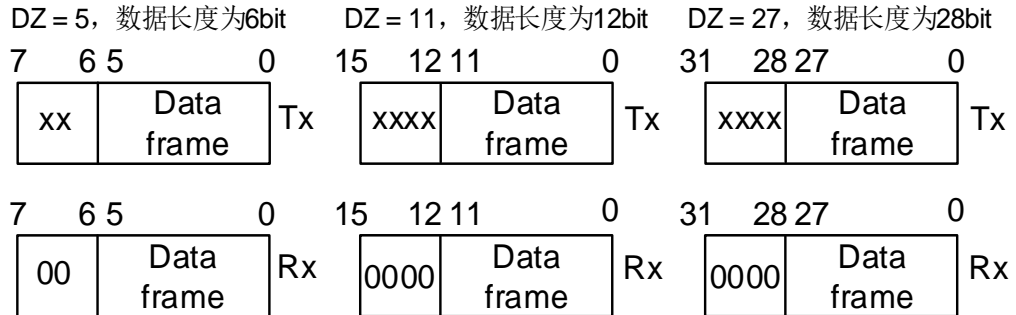 DZ = 5，数据长度为6bit DZ = 11，数据长度为12bit DZ = 27，数据长度为28bit
7 6 5 0 15 12 11 0 31 28 27 0
xx Data frame Tx xxxx Data frame Tx xxxx Data frame Tx
7 6 5 0 15 12 11 0 31 28 27 0
00 Data frame Rx 0000 Data frame Rx 0000 Data frame Rx